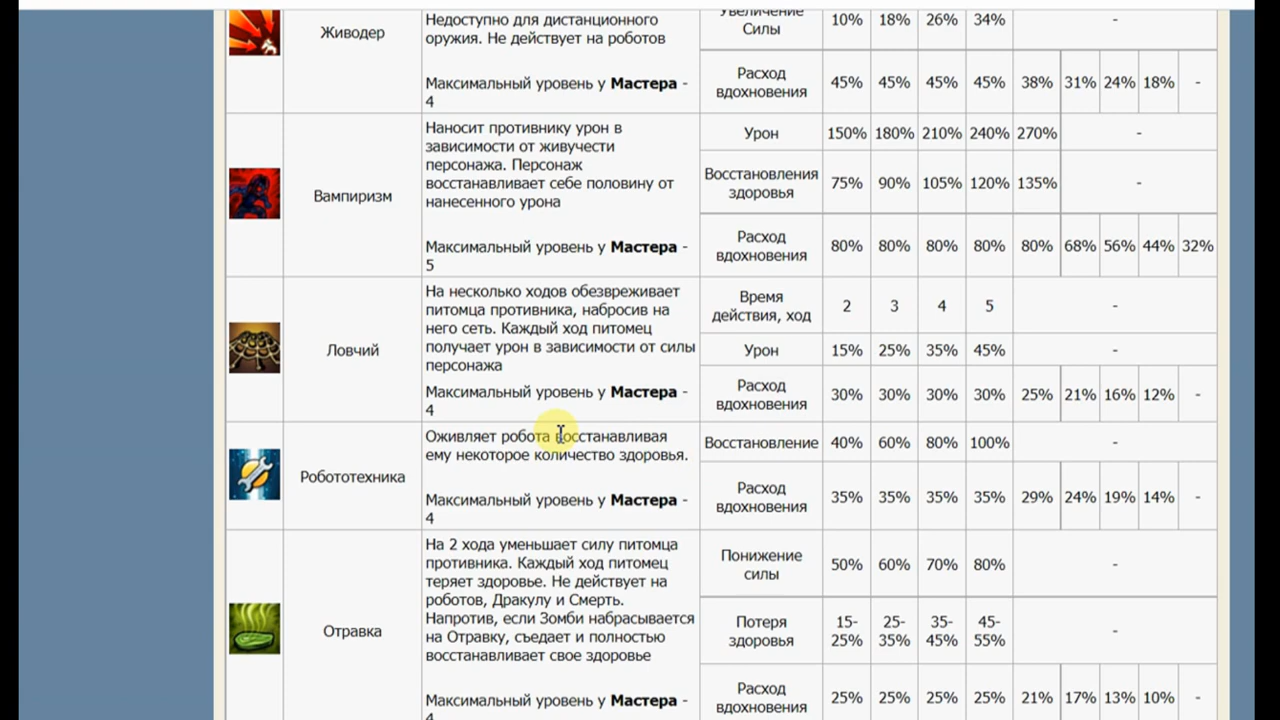 Живодер
Недоступно для дистанционного
оружия. Не действует на роботов
Максимальный уровень у Мастера -
4
Увеличение
Силы
10% 18% 26% 34% -
Расход
вдохновения
45% 45% 45% 45% 38% 31% 24% 18% -
Вампиризм
Наносит противнику урон в
зависимости от живучести
персонажа. Персонаж
восстанавливает себе половину от
нанесенного урона
Максимальный уровень у Мастера -
5
Урон
150% 180% 210% 240% 270% -
Восстановления
здоровья
75% 90% 105% 120% 135% -
Расход
вдохновения
80% 80% 80% 80% 80% 68% 56% 44% 32%
Ловчий
На несколько ходов обезвреживает
питомца противника, набросив на
него сеть. Каждый ход питомец
получает урон в зависимости от силы
персонажа
Максимальный уровень у Мастера -
4
Время
действия, ход
2 3 4 5 -
Урон
15% 25% 35% 45% -
Расход
вдохновения
30% 30% 30% 30% 25% 21% 16% 12% -
Робототехника
Оживляет робота восстанавливая
ему некоторое количество здоровья.
Максимальный уровень у Мастера -
4
Восстановление
40% 60% 80% 100% -
Расход
вдохновения
35% 35% 35% 35% 29% 24% 19% 14% -
Отравка
На 2 хода уменьшает силу питомца
противника. Каждый ход питомец
теряет здоровье. Не действует на
роботов, Дракулу и Смерть.
Напротив, если Зомби набрасывается
на Отравку, съедает и полностью
восстанавливает свое здоровье
Максимальный уровень у Мастера -
4
Понижение
силы
50% 60% 70% 80% -
Потеря
здоровья
15- 25- 35- 45-
25% 35% 45% 55% -
Расход
вдохновения
25% 25% 25% 25% 21% 17% 13% 10% -